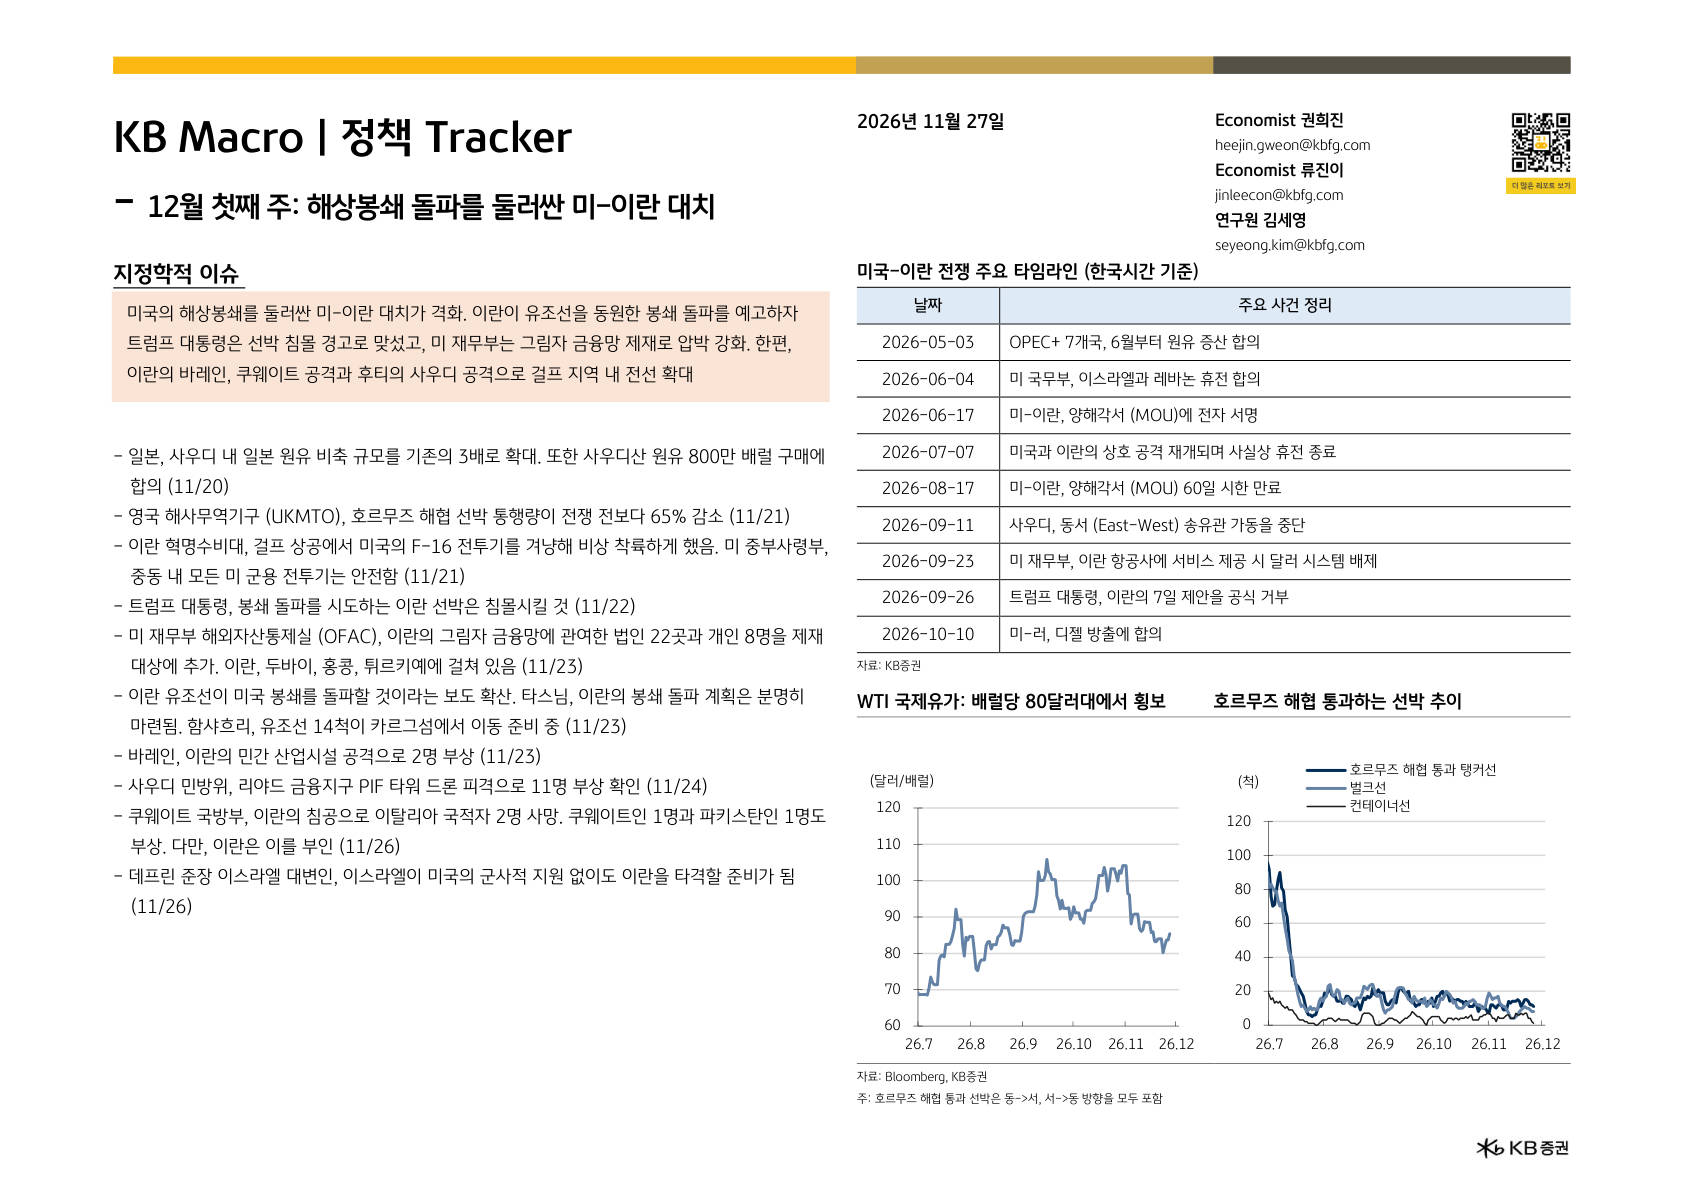 KB Macro | 정책 Tracker
– 12월 첫째 주: 해상봉쇄 돌파를 둘러싼 미-이란 대치
2026년 11월 27일
Economist 권희진
heejin.gweon@kbfg.com
Economist 류진이
jinleecon@kbfg.com
연구원 김세영
seyeong.kim@kbfg.com
더 많은 리포트 보기
지정학적 이슈
미국의 해상봉쇄를 둘러싼 미-이란 대치가 격화. 이란이 유조선을 동원한 봉쇄 돌파를 예고하자
트럼프 대통령은 선박 침몰 경고로 맞섰고, 미 재무부는 그림자 금융망 제재로 압박 강화. 한편,
이란의 바레인, 쿠웨이트 공격과 후티의 사우디 공격으로 걸프 지역 내 전선 확대
- 일본, 사우디 내 일본 원유 비축 규모를 기존의 3배로 확대. 또한 사우디산 원유 800만 배럴 구매에
합의 (11/20)
- 영국 해사무역기구 (UKMTO), 호르무즈 해협 선박 통행량이 전쟁 전보다 65% 감소 (11/21)
- 이란 혁명수비대, 걸프 상공에서 미국의 F-16 전투기를 겨냥해 비상 착륙하게 했음. 미 중부사령부,
중동 내 모든 미 군용 전투기는 안전함 (11/21)
- 트럼프 대통령, 봉쇄 돌파를 시도하는 이란 선박은 침몰시킬 것 (11/22)
- 미 재무부 해외자산통제실 (OFAC), 이란의 그림자 금융망에 관여한 법인 22곳과 개인 8명을 제재
대상에 추가. 이란, 두바이, 홍콩, 튀르키예에 걸쳐 있음 (11/23)
- 이란 유조선이 미국 봉쇄를 돌파할 것이라는 보도 확산. 타스님, 이란의 봉쇄 돌파 계획은 분명히
마련됨. 함샤흐리, 유조선 14척이 카르그섬에서 이동 준비 중 (11/23)
- 바레인, 이란의 민간 산업시설 공격으로 2명 부상 (11/23)
- 사우디 민방위, 리야드 금융지구 PIF 타워 드론 피격으로 11명 부상 확인 (11/24)
- 쿠웨이트 국방부, 이란의 침공으로 이탈리아 국적자 2명 사망. 쿠웨이트인 1명과 파키스탄인 1명도
부상. 다만, 이란은 이를 부인 (11/26)
- 데프린 준장 이스라엘 대변인, 이스라엘이 미국의 군사적 지원 없이도 이란을 타격할 준비가 됨
(11/26)
미국-이란 전쟁 주요 타임라인 (한국시간 기준)
날짜 주요 사건 정리
2026-05-03 OPEC+ 7개국, 6월부터 원유 증산 합의
2026-06-04 미 국무부, 이스라엘과 레바논 휴전 합의
2026-06-17 미-이란, 양해각서 (MOU)에 전자 서명
2026-07-07 미국과 이란의 상호 공격 재개되며 사실상 휴전 종료
2026-08-17 미-이란, 양해각서 (MOU) 60일 시한 만료
2026-09-11 사우디, 동서 (East-West) 송유관 가동을 중단
2026-09-23 미 재무부, 이란 항공사에 서비스 제공 시 달러 시스템 배제
2026-09-26 트럼프 대통령, 이란의 7일 제안을 공식 거부
2026-10-10 미-러, 디젤 방출에 합의
자료: KB증권
WTI 국제유가: 배럴당 80달러대에서 횡보
(달러/배럴)
120
110
100
90
80
70
60
26.7 26.8 26.9 26.10 26.11 26.12
호르무즈 해협 통과하는 선박 추이
(척)
호르무즈 해협 통과 탱커선
벌크선
컨테이너선
120
100
80
60
40
20
0
26.7 26.8 26.9 26.10 26.11 26.12
자료: Bloomberg, KB증권
주: 호르무즈 해협 통과 선박은 동->서, 서->동 방향을 모두 포함
KB증권